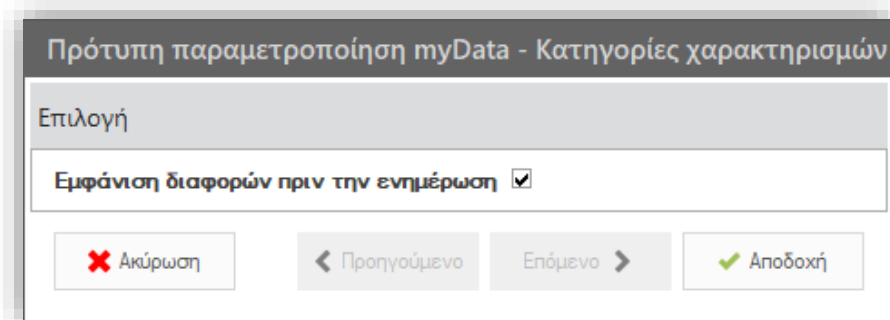 Πρότυπη παραμετροποίηση myData - Κατηγορίες χαρακτηρισμών
Επιλογή
Εμφάνιση διαφορών πριν την ενημέρωση
Ακύρωση Προηγούμενο Επόμενο Αποδοχή